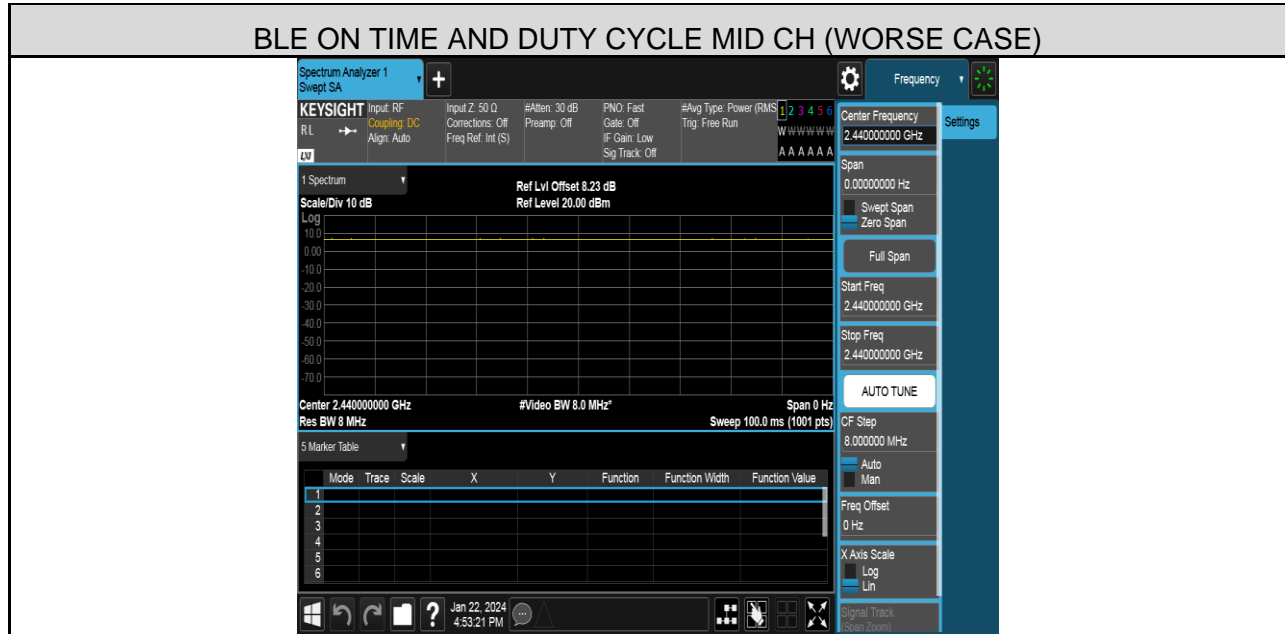 BLE ON TIME AND DUTY CYCLE MID CH (WORSE CASE)
Spectrum Analyzer 1
Swept SA
+
Frequency
KEYSIGHT
RL
LXI
Input: RF
Coupling: DC
Align: Auto
Input Z: 50 Ω
Corrections: Off
Freq Ref: Int (S)
#Atten: 30 dB
Preamp: Off
PNO: Fast
Gate: Off
IF Gain: Low
Sig Track: Off
#Avg Type: Power (RMS
Trig: Free Run
1 2 3 4 5 6
W W W W W W
A A A A A A
Center Frequency
2.440000000 GHz
Settings
Span
0.00000000 Hz
Swept Span
Zero Span
Full Span
Start Freq
2.440000000 GHz
Stop Freq
2.440000000 GHz
AUTO TUNE
CF Step
8.000000 MHz
Auto
Man
Freq Offset
0 Hz
X Axis Scale
Log
Lin
Signal Track
(Span Zoom)
1 Spectrum
Scale/Div 10 dB
Ref Lvl Offset 8.23 dB
Ref Level 20.00 dBm
Log
10.0
0.00
-10.0
-20.0
-30.0
-40.0
-50.0
-60.0
-70.0
Center 2.440000000 GHz
#Video BW 8.0 MHz*
Span 0 Hz
Res BW 8 MHz
Sweep 100.0 ms (1001 pts)
5 Marker Table
Mode Trace Scale X Y Function Function Width Function Value
1
2
3
4
5
6
?
Jan 22, 2024
4:53:21 PM